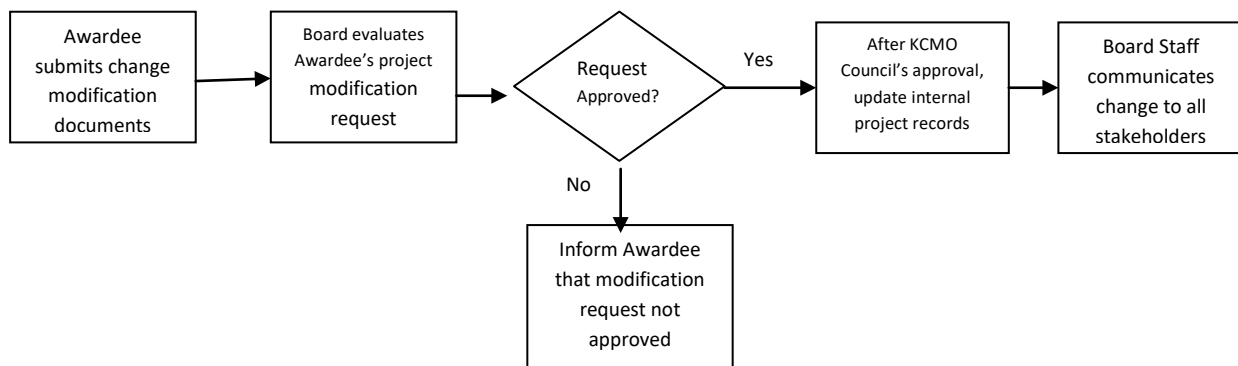 Awardee
submits change
modification
documents
Board evaluates
Awardee's project
modification
request
Request
Approved?
Yes
After KCMO
Council's approval,
update internal
project records
Board Staff
communicates
change to all
stakeholders
No
Inform Awardee
that modification
request not
approved